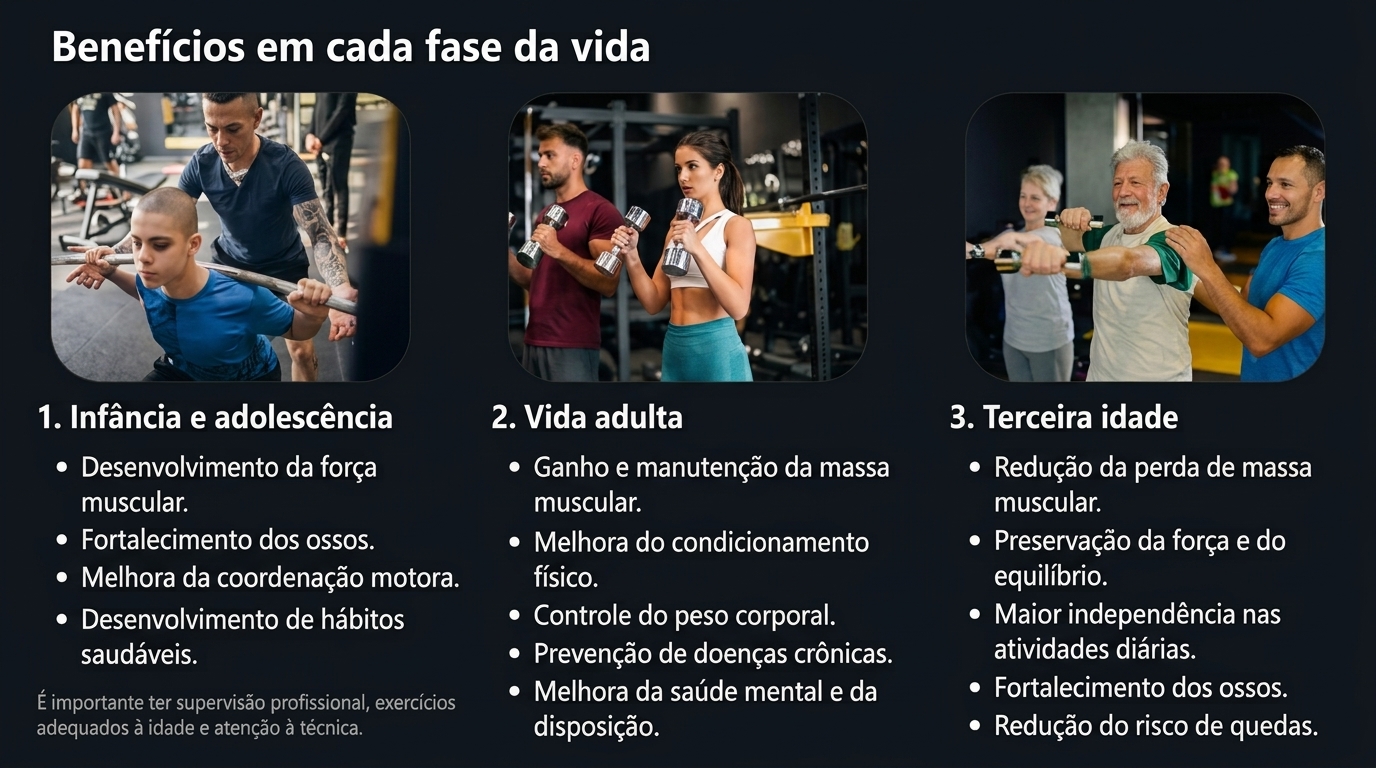 Benefícios em cada fase da vida
1. Infância e adolescência
• Desenvolvimento da força
muscular.
• Fortalecimento dos ossos.
• Melhora da coordenação motora.
• Desenvolvimento de hábitos
saudáveis.
É importante ter supervisão profissional, exercícios
adequados à idade e atenção à técnica.
2. Vida adulta
• Ganho e manutenção da massa
muscular.
• Melhora do condicionamento
físico.
• Controle do peso corporal.
• Prevenção de doenças crônicas.
• Melhora da saúde mental e da
disposição.
3. Terceira idade
• Redução da perda de massa
muscular.
• Preservação da força e do
equilíbrio.
• Maior independência nas
atividades diárias.
• Fortalecimento dos ossos.
• Redução do risco de quedas.